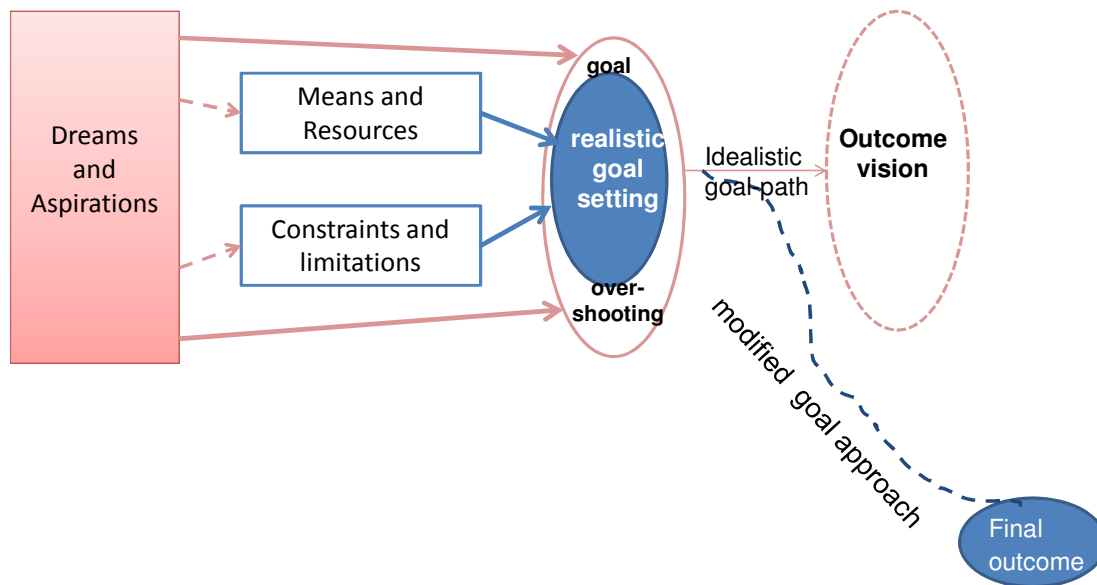 Dreams
and
Aspirations
Means and
Resources
Constraints and
limitations
goal
realistic
goal
setting
over-
shooting
Idealistic
goal path
Outcome
vision
modified goal approach
Final
outcome